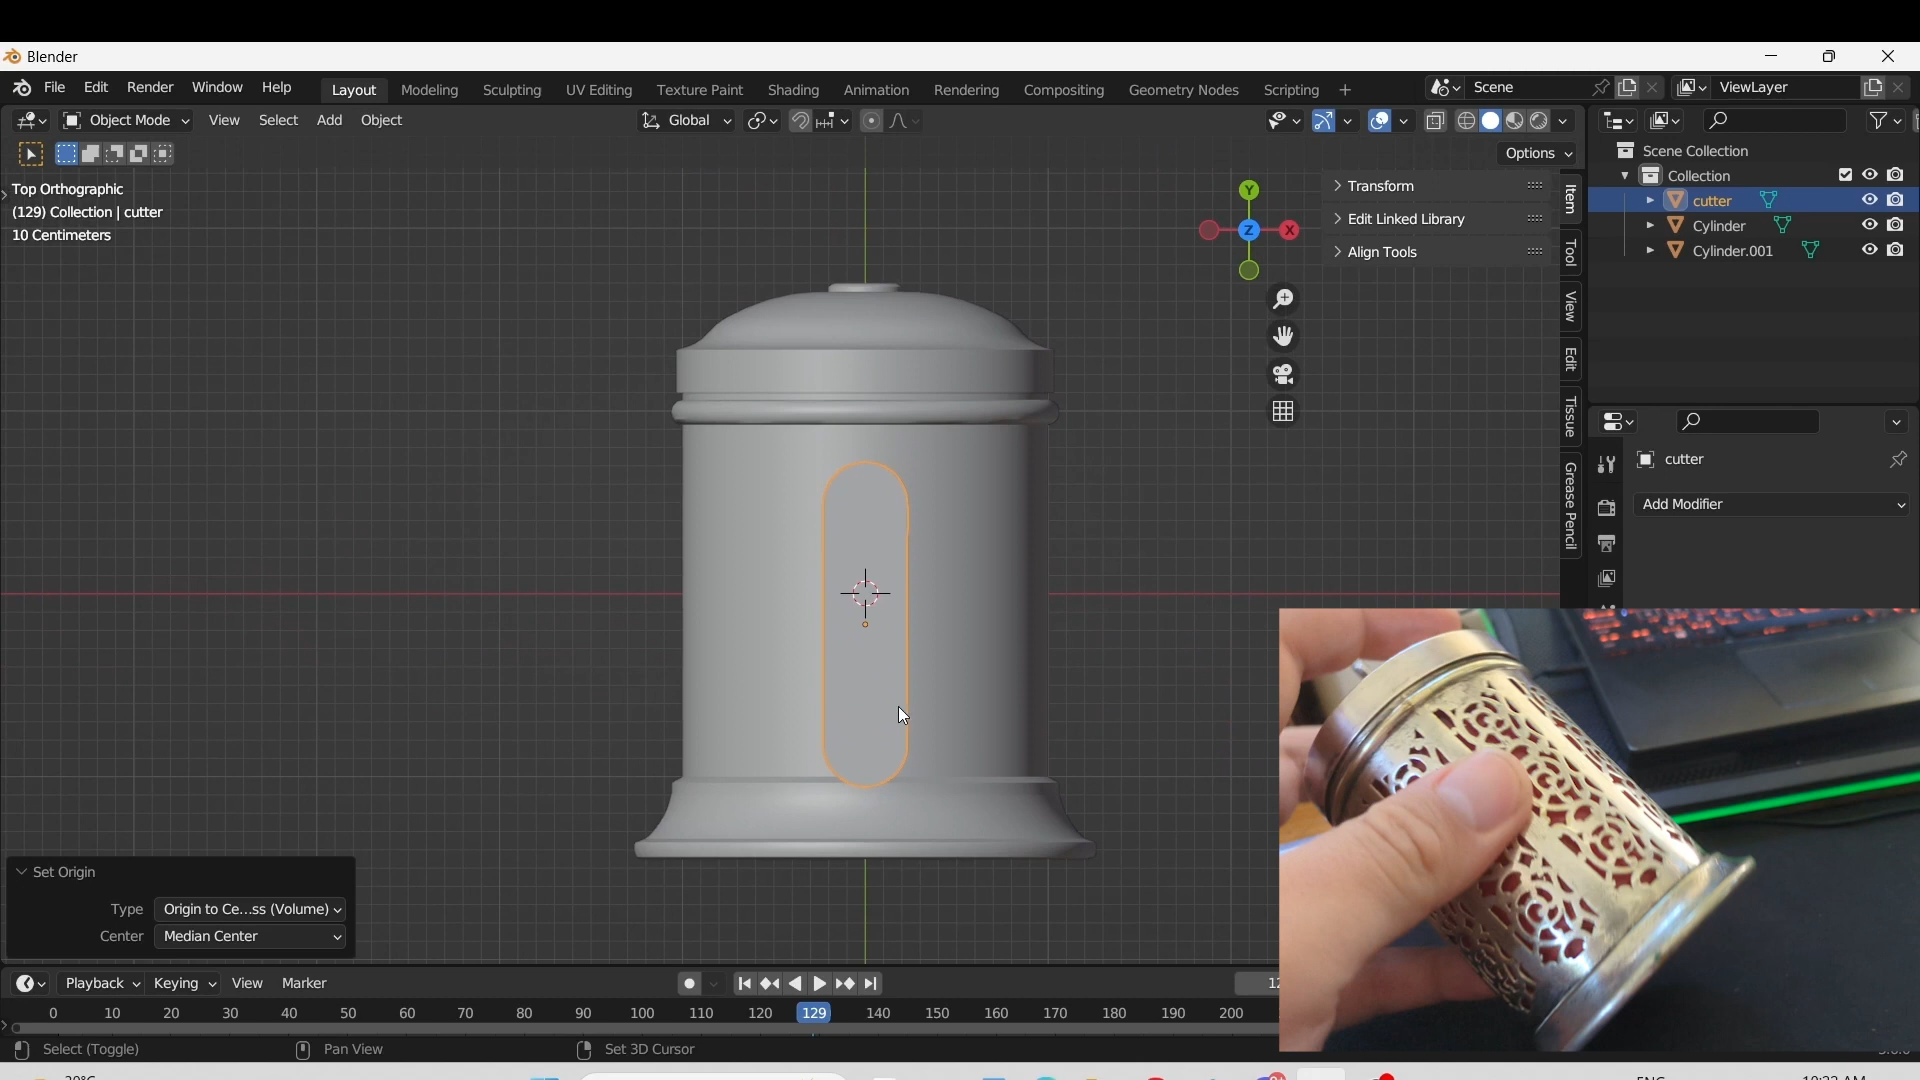 Blender
File Edit Render Window Help Layout Modeling Sculpting UV Editing Texture Paint Shading Animation Rendering Compositing Geometry Nodes Scripting + Scene ViewLayer
Object Mode View Select Add Object Global
Options
Top Orthographic
(129) Collection | cutter
10 Centimeters
Y
X
Z
Transform
Edit Linked Library
Align Tools
Item
Tool
View
Edit
Tissue
Grease Pencil
Scene Collection
Collection
cutter
Cylinder
Cylinder.001
cutter
Add Modifier
Set Origin
Type Origin to Ce...ss (Volume)
Center Median Center
Playback Keying View Marker
0 10 20 30 40 50 60 70 80 90 100 110 120 129 140 150 160 170 180 190 200
Select (Toggle) Pan View Set 3D Cursor